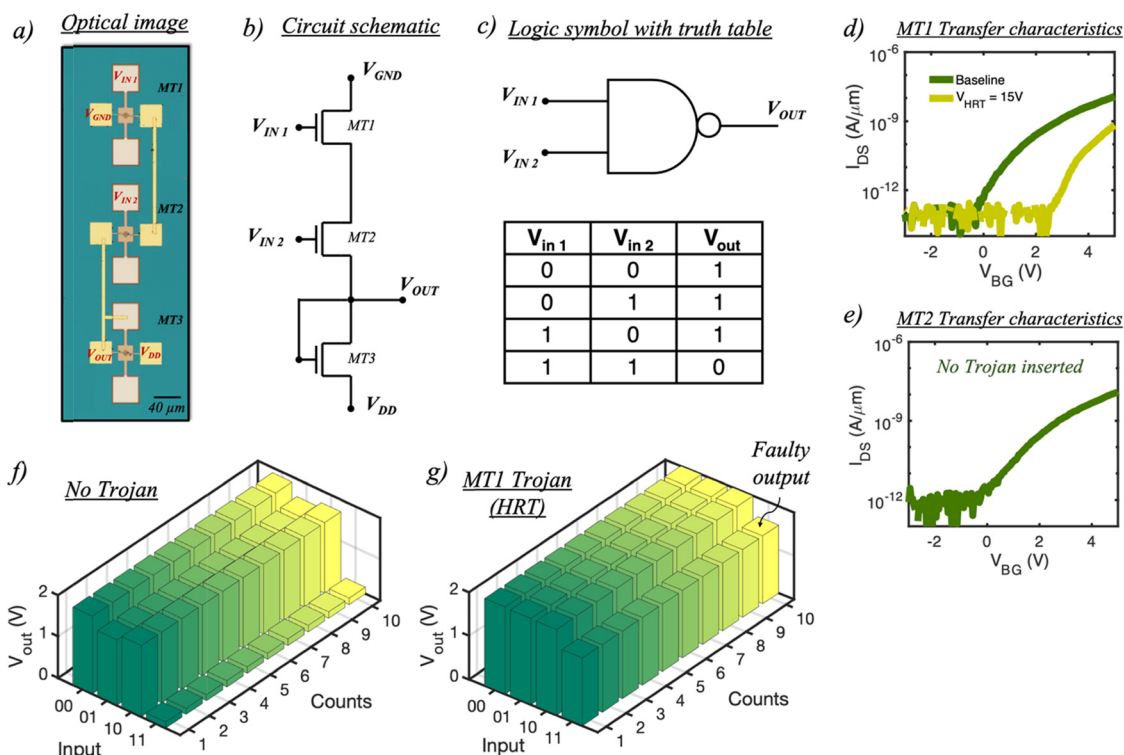 a) Optical image
V_IN 1
MT1
V_GND
V_IN 2
MT2
MT3
V_OUT
V_DD
40 µm
b) Circuit schematic
V_GND
V_IN 1
MT1
V_IN 2
MT2
V_OUT
MT3
V_DD
c) Logic symbol with truth table
V_IN 1
V_OUT
V_IN 2
V_in 1 V_in 2 V_out
0 0 1
0 1 1
1 0 1
1 1 0
d) MT1 Transfer characteristics
10^-6
Baseline
V_HRT = 15V
10^-9
10^-12
I_DS (A/µm)
-2 0 2 4
V_BG (V)
e) MT2 Transfer characteristics
10^-6
No Trojan inserted
10^-9
10^-12
I_DS (A/µm)
-2 0 2 4
V_BG (V)
f) No Trojan
2
1
0
V_out (V)
00 01 10 11
Input
1 2 3 4 5 6 7 8 9 10
Counts
g) MT1 Trojan
(HRT)
Faulty
output
2
1
0
V_out (V)
00 01 10 11
Input
1 2 3 4 5 6 7 8 9 10
Counts